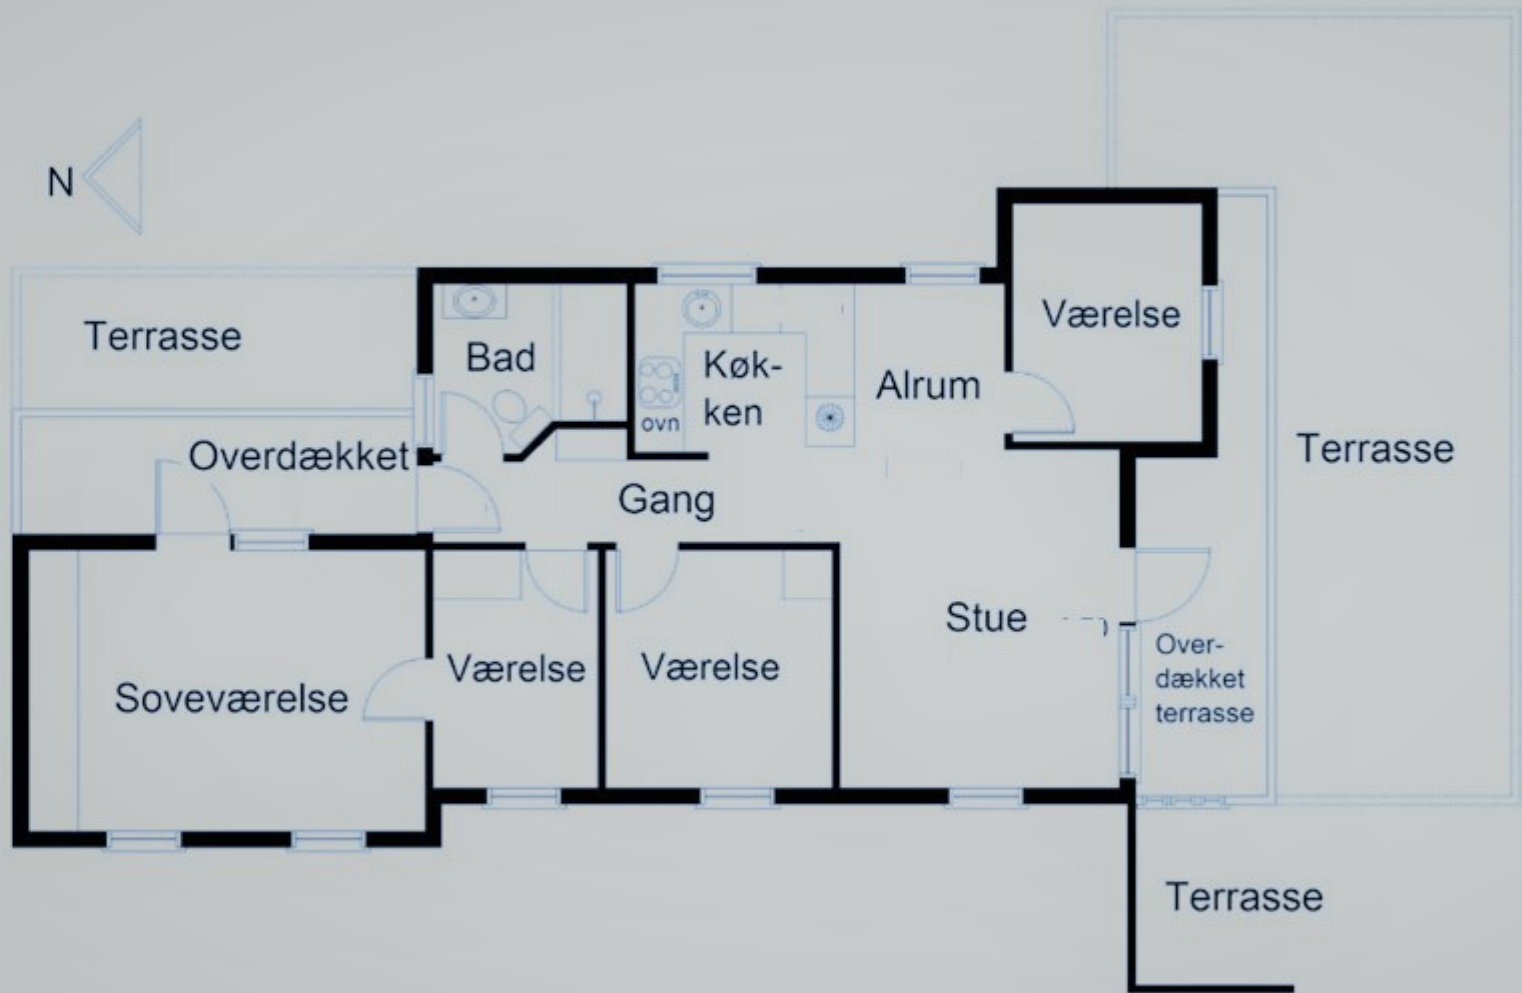 N
Terrasse
Bad
Køk-
ken
ovn
Alrum
Værelse
Terrasse
Overdækket
Gang
Soveværelse
Værelse
Værelse
Stue
Over-
dækket
terrasse
Terrasse